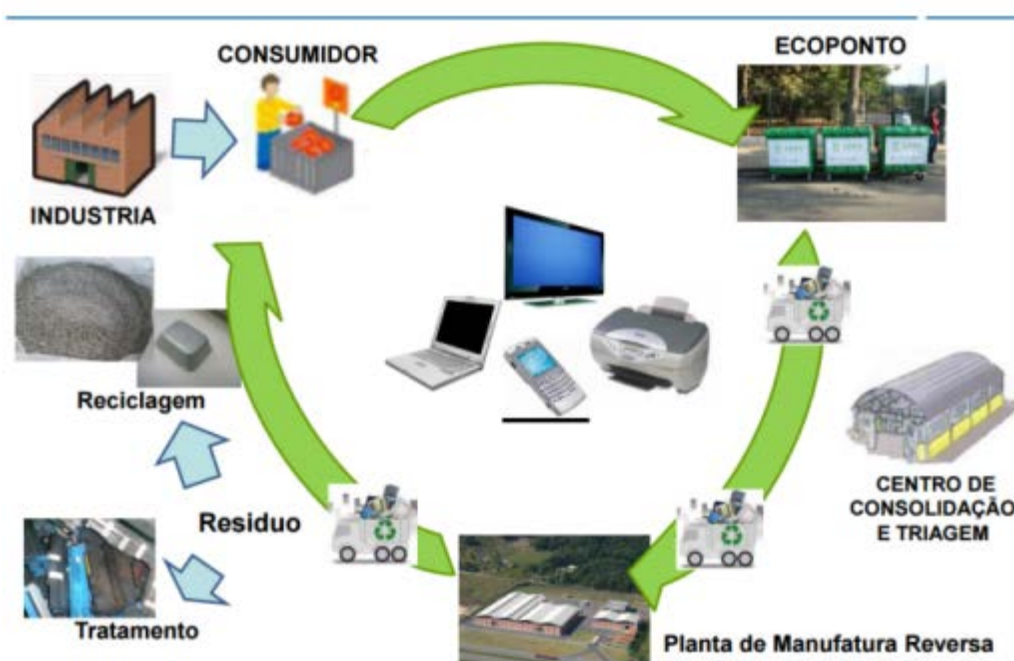 CONSUMIDOR
ECOPONTO
INDUSTRIA
Reciclagem
CENTRO DE
CONSOLIDAÇÃO
E TRIAGEM
Residuo
Tratamento
Planta de Manufatura Reversa